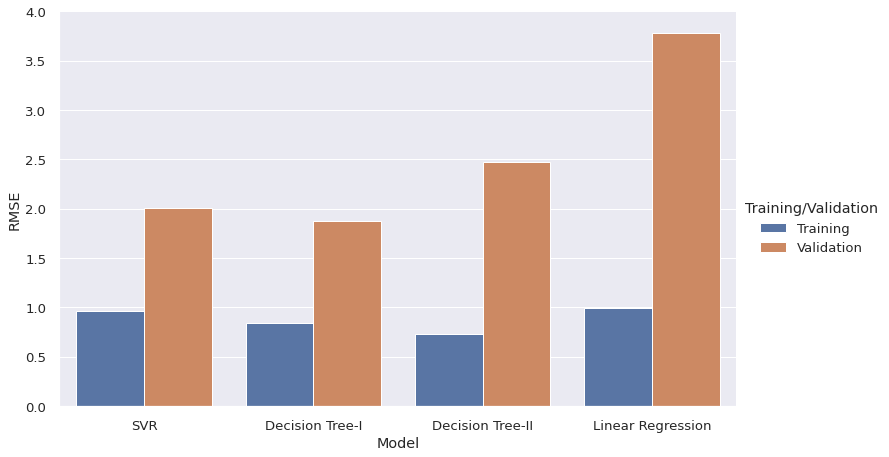 4.0
3.5
3.0
2.5
2.0
1.5
1.0
0.5
0.0
RMSE
SVR
Decision Tree-I
Decision Tree-II
Linear Regression
Model
Training/Validation
Training
Validation